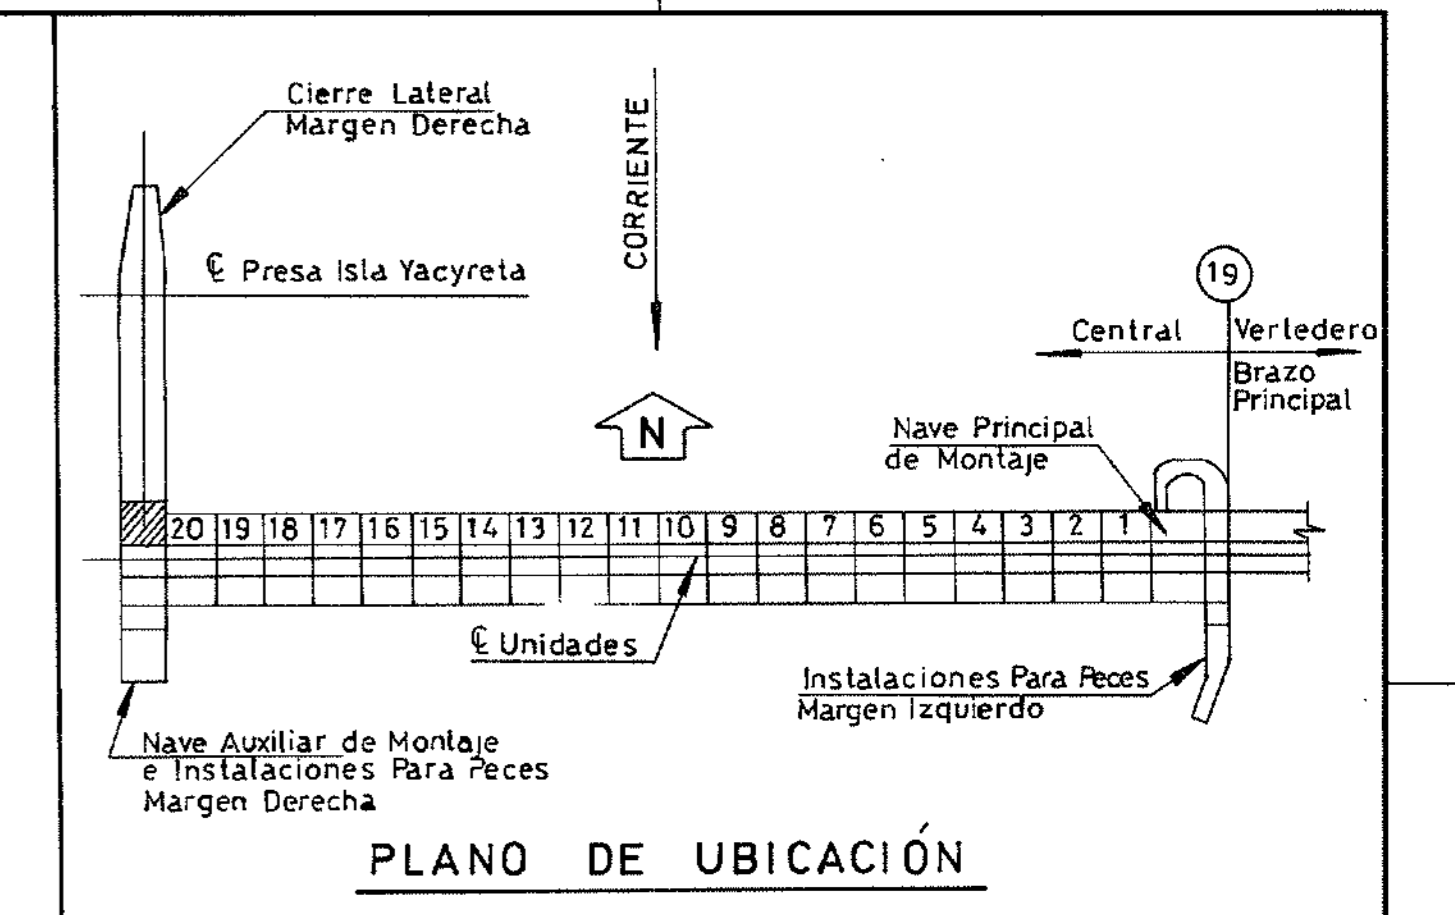 Cierre Lateral
Margen Derecha
CORRIENTE
℄ Presa Isla Yacyreta
19
Central
Verledero
Brazo
Principal
N
Nave Principal
de Montaje
20 19 18 17 16 15 14 13 12 11 10 9 8 7 6 5 4 3 2 1
℄ Unidades
Instalaciones Para Peces
Margen Izquierdo
Nave Auxiliar de Montaje
e Instalaciones Para Peces
Margen Derecha
PLANO DE UBICACIÓN